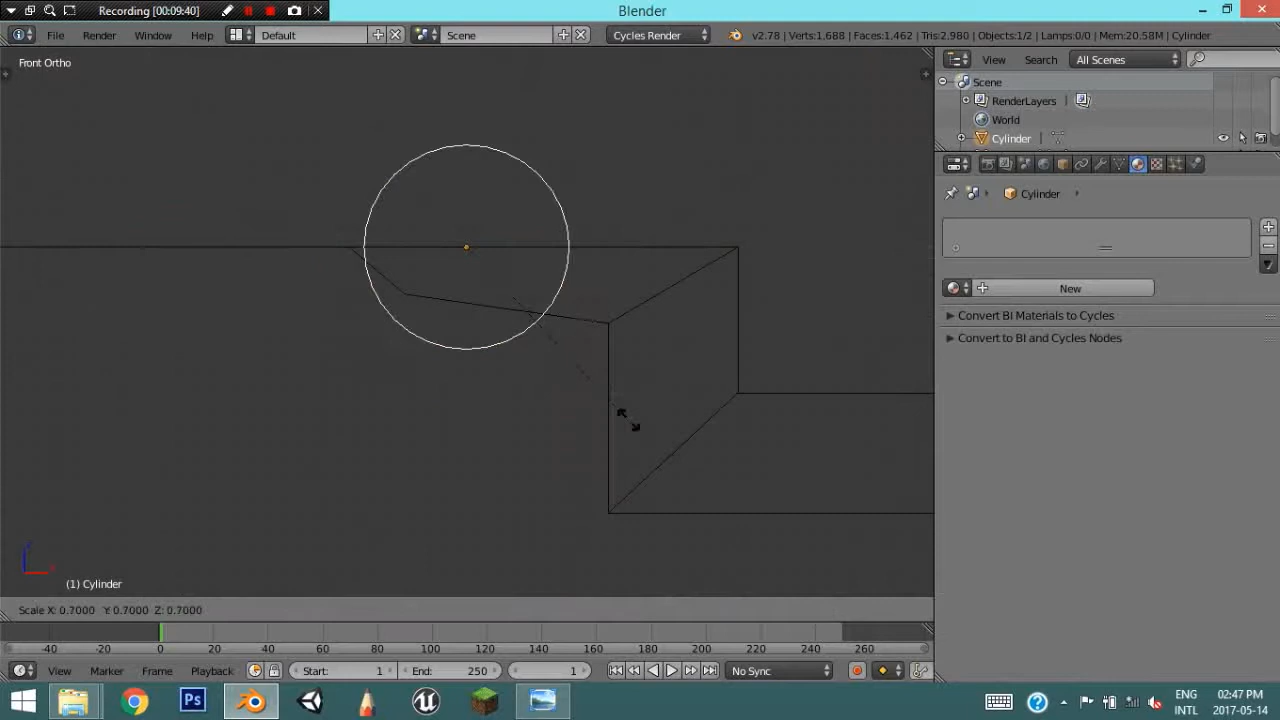 Recording [00:09:40]
Blender
File Render Window Help
Default
Scene
Cycles Render
v2.78 | Verts:1,688 | Faces:1,462 | Tris:2,980 | Objects:1/2 | Lamps:0/0 | Mem:20.58M | Cylinder
Front Ortho
View Search All Scenes
Scene
RenderLayers
World
Cylinder
Cylinder
New
Convert BI Materials to Cycles
Convert to BI and Cycles Nodes
(1) Cylinder
Scale X: 0.7000 Y: 0.7000 Z: 0.7000
-40 -20 0 20 40 60 80 100 120 140 160 180 200 220 240 260
View Marker Frame Playback
Start: 1
End: 250
1
No Sync
Ps
ENG 02:47 PM
INTL 2017-05-14